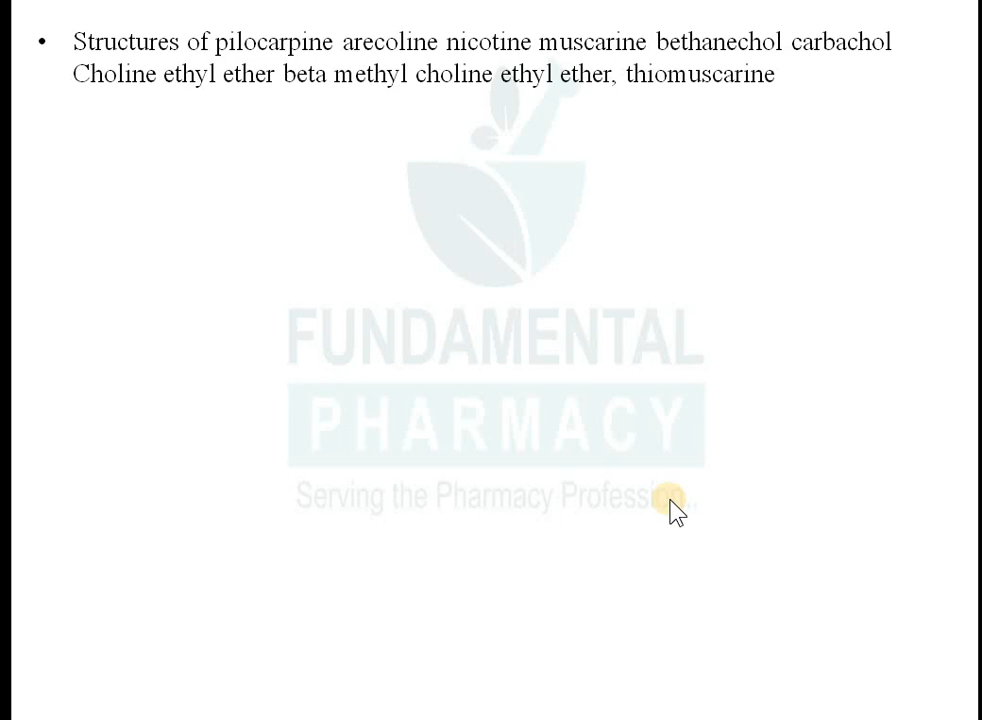 • Structures of pilocarpine arecoline nicotine muscarine bethanechol carbachol
Choline ethyl ether beta methyl choline ethyl ether, thiomuscarine
FUNDAMENTAL
PHARMACY
Serving the Pharmacy Profession..